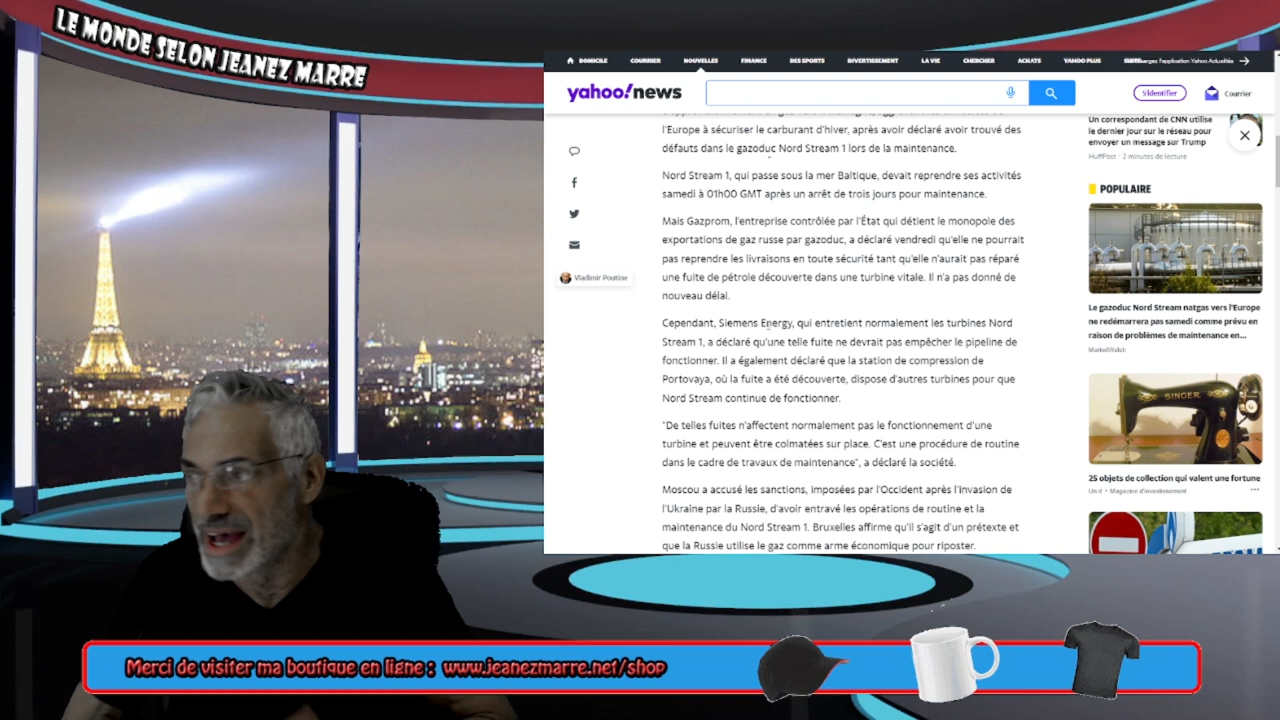 LE MONDE SELON JEANEZ MARRE
DOMICILE COURRIER NOUVELLES FINANCE DES SPORTS DIVERTISSEMENT LA VIE CHERCHER ACHATS YAHOO PLUS
l'application Yahoo Actualités
yahoo!news
S'identifier
Courrier
l'Europe à sécuriser le carburant d'hiver, après avoir déclaré avoir trouvé des
défauts dans le gazoduc Nord Stream 1 lors de la maintenance.
Nord Stream 1, qui passe sous la mer Baltique, devait reprendre ses activités
samedi à 01h00 GMT après un arrêt de trois jours pour maintenance.
Mais Gazprom, l'entreprise contrôlée par l'État qui détient le monopole des
exportations de gaz russe par gazoduc, a déclaré vendredi qu'elle ne pourrait
pas reprendre les livraisons en toute sécurité tant qu'elle n'aurait pas réparé
une fuite de pétrole découverte dans une turbine vitale. Il n'a pas donné de
nouveau délai.
Cependant, Siemens Energy, qui entretient normalement les turbines Nord
Stream 1, a déclaré qu'une telle fuite ne devrait pas empêcher le pipeline de
fonctionner. Il a également déclaré que la station de compression de
Portovaya, où la fuite a été découverte, dispose d'autres turbines pour que
Nord Stream continue de fonctionner.
"De telles fuites n'affectent normalement pas le fonctionnement d'une
turbine et peuvent être colmatées sur place. C'est une procédure de routine
dans le cadre de travaux de maintenance", a déclaré la société.
Moscou a accusé les sanctions, imposées par l'Occident après l'invasion de
l'Ukraine par la Russie, d'avoir entravé les opérations de routine et la
maintenance du Nord Stream 1. Bruxelles affirme qu'il s'agit d'un prétexte et
que la Russie utilise le gaz comme arme économique pour riposter.
Vladimir Poutine
Un correspondant de CNN utilise
le dernier jour sur le réseau pour
envoyer un message sur Trump
HuffPost · 2 minutes de lecture
POPULAIRE
Le gazoduc Nord Stream natgas vers l'Europe
ne redémarrera pas samedi comme prévu en
raison de problèmes de maintenance en...
MarketWatch
SINGER
25 objets de collection qui valent une fortune
Un d • Magazine d'investissement
Merci de visiter ma boutique en ligne : www.jeanezmarre.net/shop